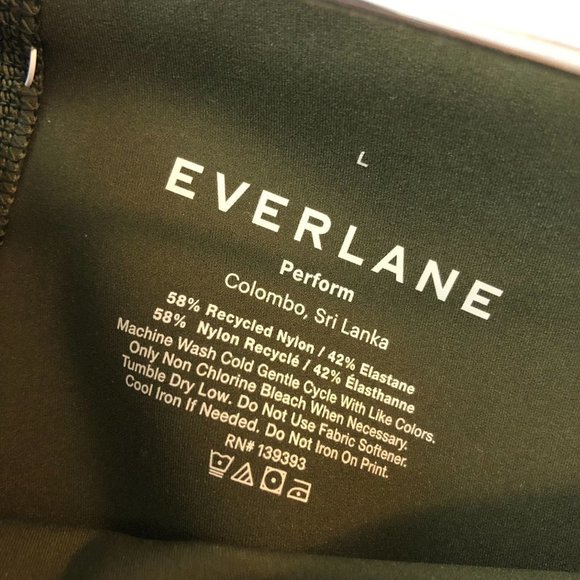 L
EVERLANE
Perform
Colombo, Sri Lanka
58% Recycled Nylon / 42% Elastane
58% Nylon Recyclé / 42% Élasthanne
Machine Wash Cold Gentle Cycle With Like Colors.
Only Non Chlorine Bleach When Necessary.
Tumble Dry Low. Do Not Use Fabric Softener.
Cool Iron If Needed. Do Not Iron On Print.
RN# 139393